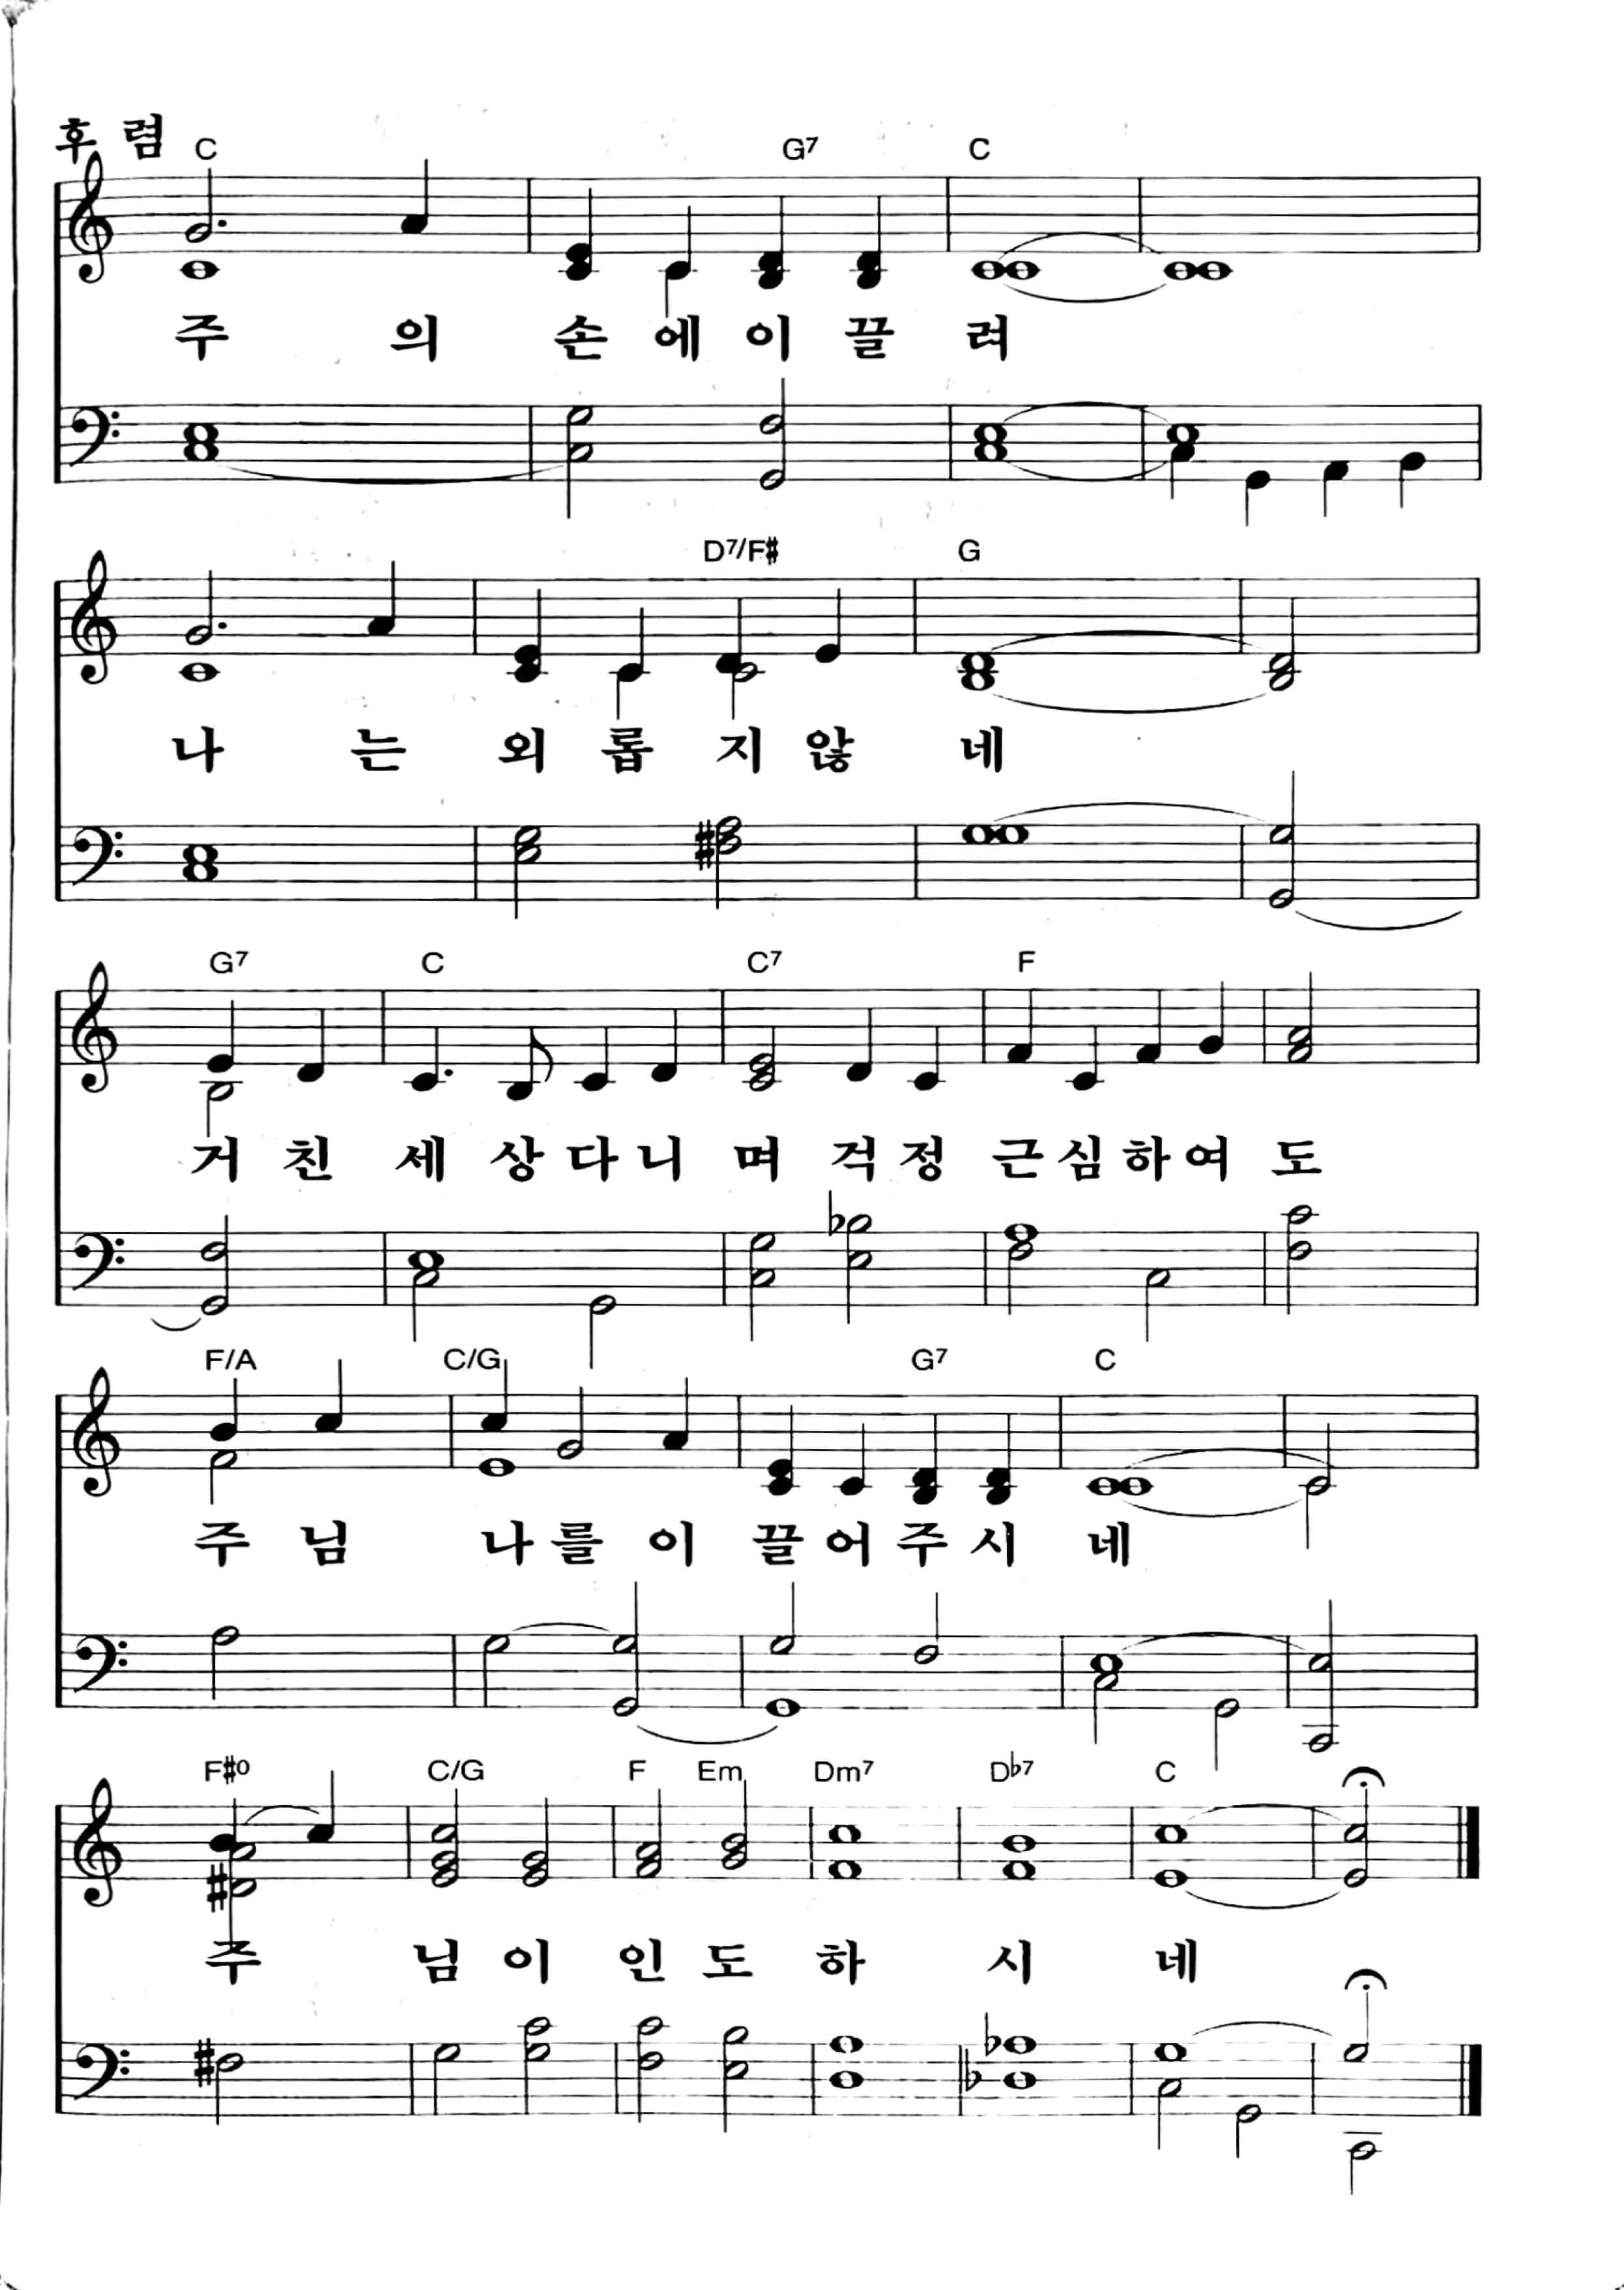 후 렴
C G7 C
주 의 손 에 이 끌 려
D7/F# G
나 는 외 롭 지 않 네
G7 C C7 F
거 친 세 상 다 니 며 걱 정 근 심 하 여 도
F/A C/G G7 C
주 님 나 를 이 끌 어 주 시 네
F#o C/G F Em Dm7 Db7 C
주 님 이 인 도 하 시 네